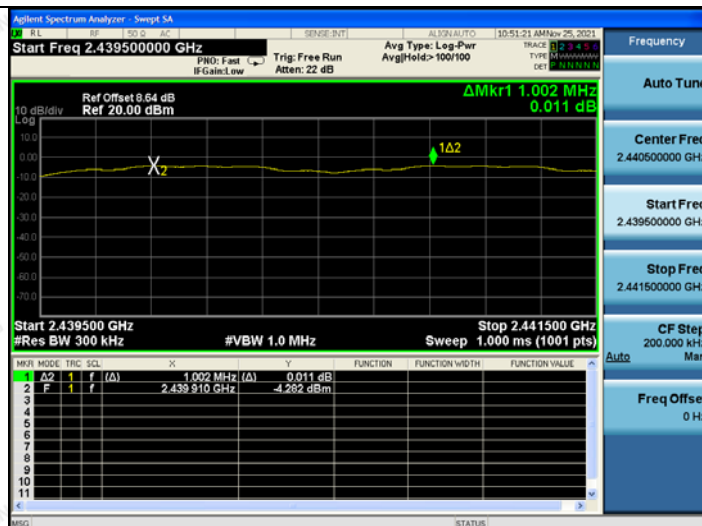 Agilent Spectrum Analyzer - Swept SA
RL RF 50 Ω AC SENSE:INT ALIGN AUTO 10:51:21 AM Nov 25, 2021
Start Freq 2.439500000 GHz
PNO: Fast
IFGain:Low
Trig: Free Run
Atten: 22 dB
Avg Type: Log-Pwr
Avg|Hold:> 100/100
TRACE 1 2 3 4 5 6
TYPE M
DET P N N N N N
ΔMkr1 1.002 MHz
0.011 dB
Ref Offset 8.64 dB
10 dB/div Ref 20.00 dBm
Log
10.0
0.00
-10.0
-20.0
-30.0
-40.0
-50.0
-60.0
-70.0
X2
1Δ2
Start 2.439500 GHz Stop 2.441500 GHz
#Res BW 300 kHz #VBW 1.0 MHz Sweep 1.000 ms (1001 pts)
MKR MODE TRC SCL X Y FUNCTION FUNCTION WIDTH FUNCTION VALUE
1 Δ2 1 f (Δ) 1.002 MHz (Δ) 0.011 dB
2 F 1 f 2.439 910 GHz -4.282 dBm
3
4
5
6
7
8
9
10
11
MSG STATUS
Frequency
Auto Tune
Center Freq
2.440500000 GHz
Start Freq
2.439500000 GHz
Stop Freq
2.441500000 GHz
CF Step
200.000 kHz
Auto Man
Freq Offset
0 Hz